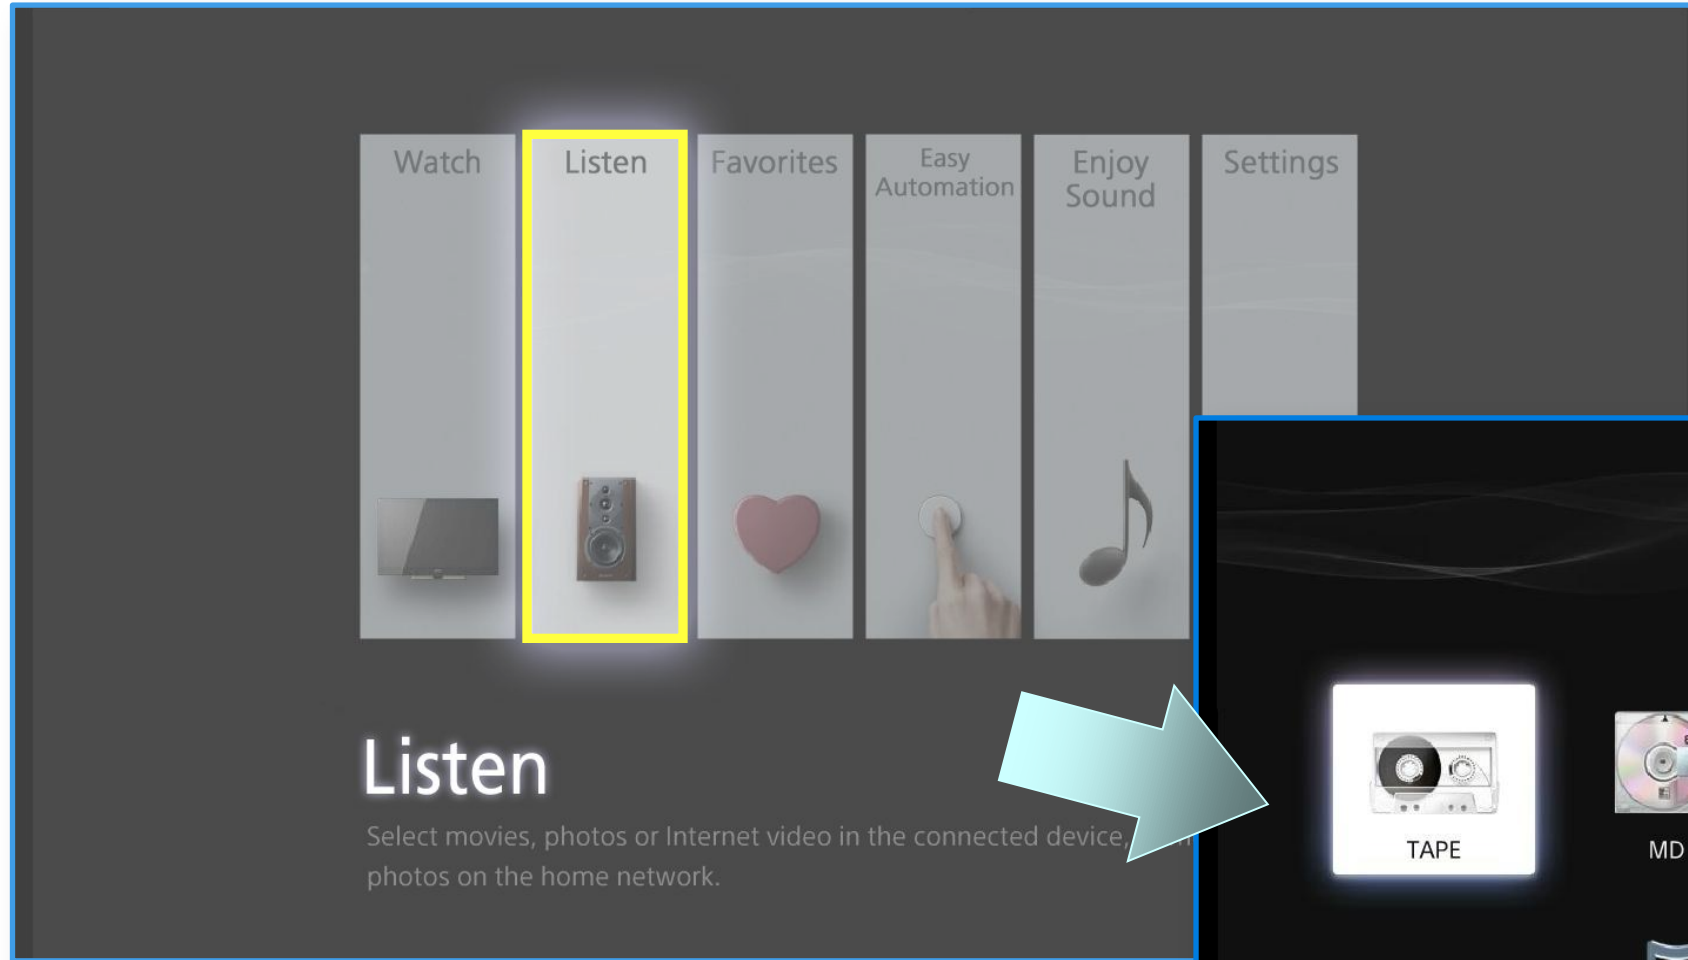 Watch
Listen
Favorites
Easy
Automation
Enjoy
Sound
Settings
Listen
Select movies, photos or Internet video in the connected device,
photos on the home network.
TAPE
MD